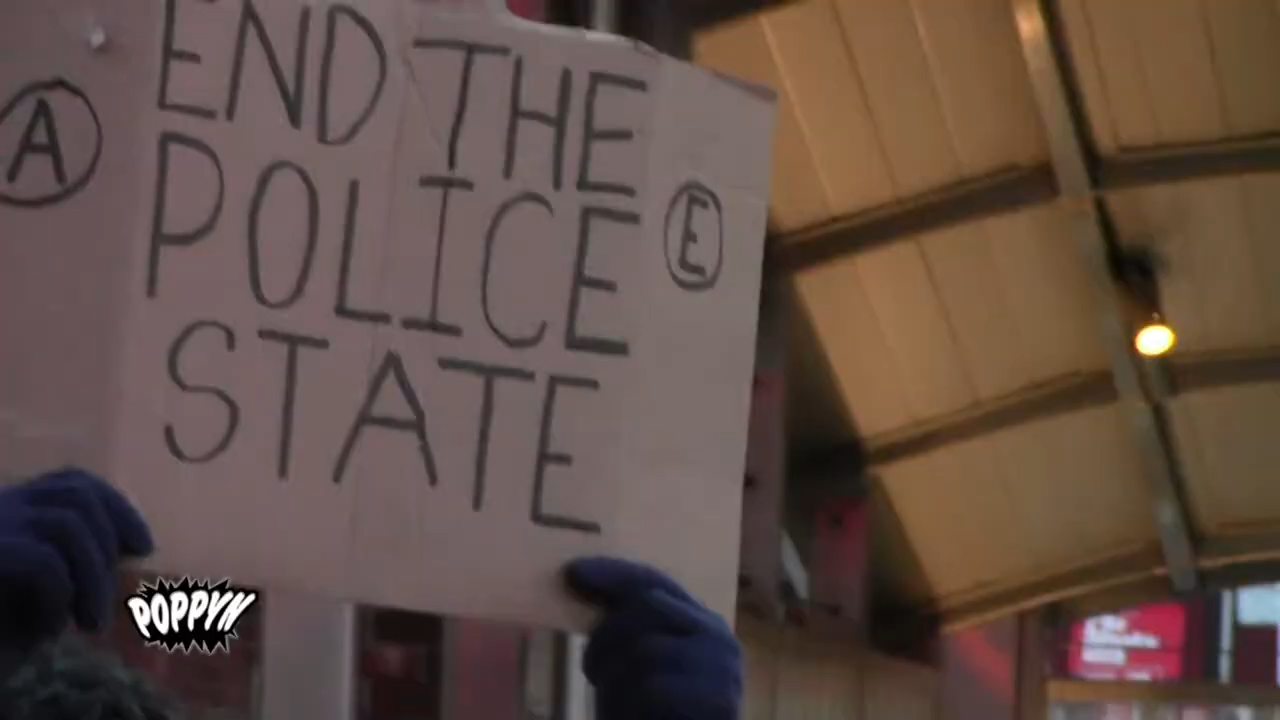 END THE
A
POLICE
E
STATE
POPPYN